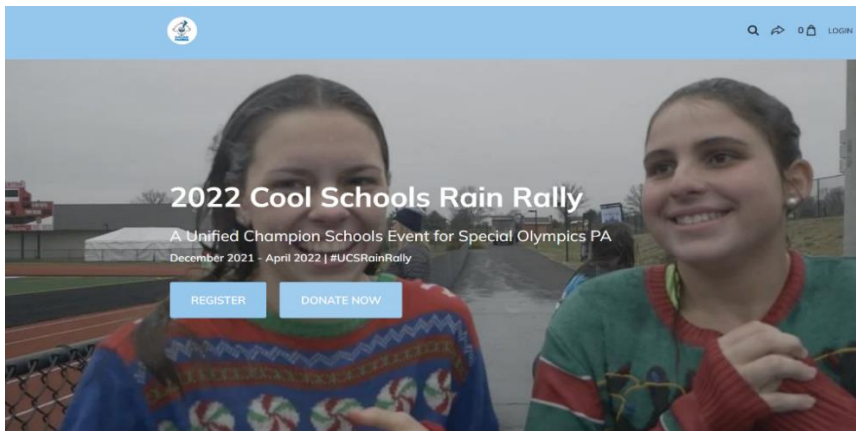 0
LOGIN
2022 Cool Schools Rain Rally
A Unified Champion Schools Event for Special Olympics PA
December 2021 - April 2022 | #UCSRainRally
REGISTER
DONATE NOW